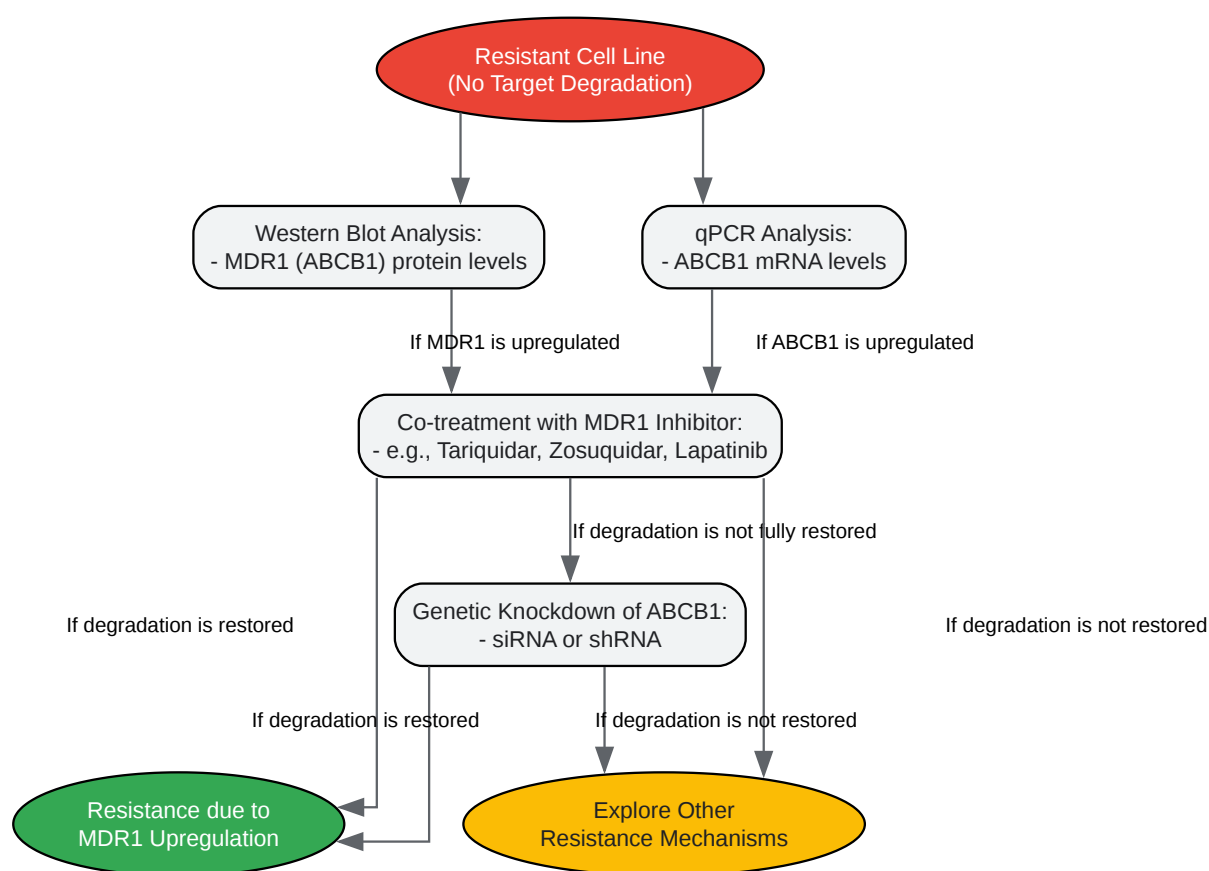 Resistant Cell Line
(No Target Degradation)
Western Blot Analysis:
- MDR1 (ABCB1) protein levels
qPCR Analysis:
- ABCB1 mRNA levels
If MDR1 is upregulated
If ABCB1 is upregulated
Co-treatment with MDR1 Inhibitor:
- e.g., Tariquidar, Zosuquidar, Lapatinib
If degradation is not fully restored
Genetic Knockdown of ABCB1:
- siRNA or shRNA
If degradation is restored
If degradation is not restored
If degradation is restored
If degradation is not restored
Resistance due to
MDR1 Upregulation
Explore Other
Resistance Mechanisms